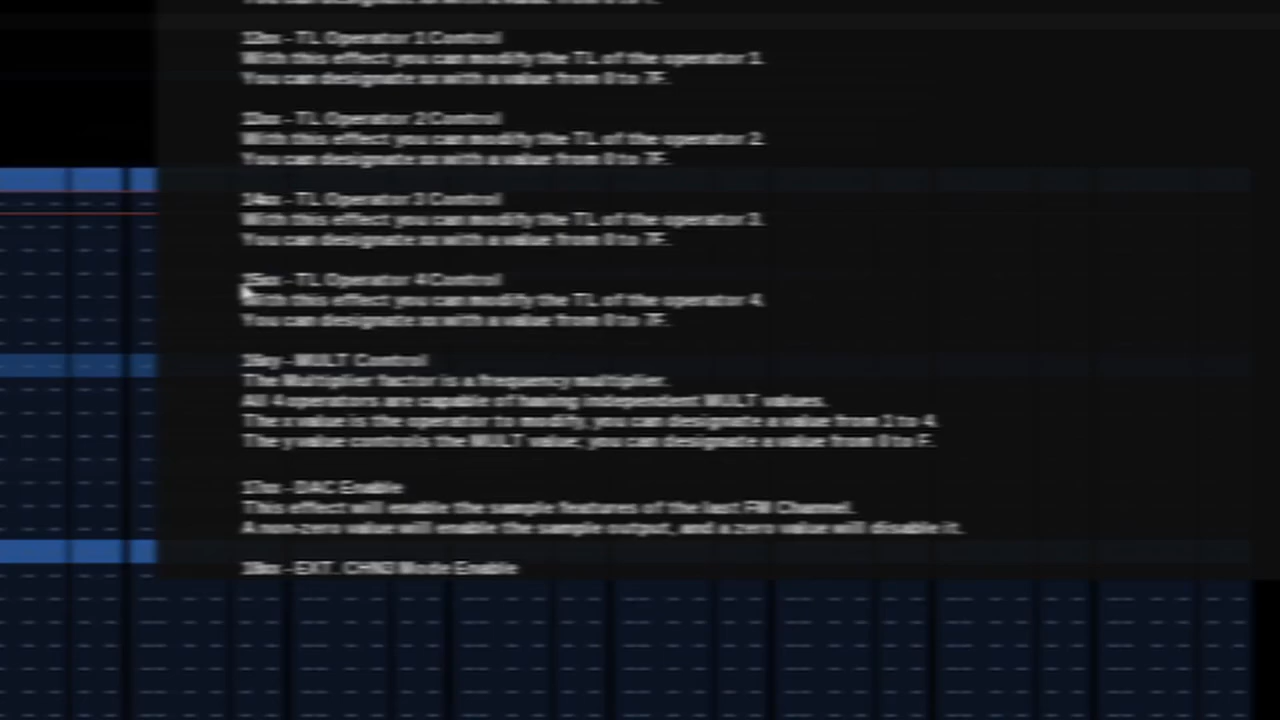 12xx - TL Operator 1 Control
With this effect you can modify the TL of the operator 1.
You can designate xx with a value from 0 to 7F.
13xx - TL Operator 2 Control
With this effect you can modify the TL of the operator 2.
You can designate xx with a value from 0 to 7F.
14xx - TL Operator 3 Control
With this effect you can modify the TL of the operator 3.
You can designate xx with a value from 0 to 7F.
15xx - TL Operator 4 Control
With this effect you can modify the TL of the operator 4.
You can designate xx with a value from 0 to 7F.
16xy - MULT Control
The Multiplier factor is a frequency multiplier.
All 4 operators are capable of having independent MULT values.
The x value is the operator to modify, you can designate a value from 1 to 4.
The y value controls the MULT value, you can designate a value from 0 to F.
17xx - DAC Enable
This effect will enable the sample features of the last FM Channel.
A non-zero value will enable the sample output, and a zero value will disable it.
18xx - EXT. CHN3 Mode Enable